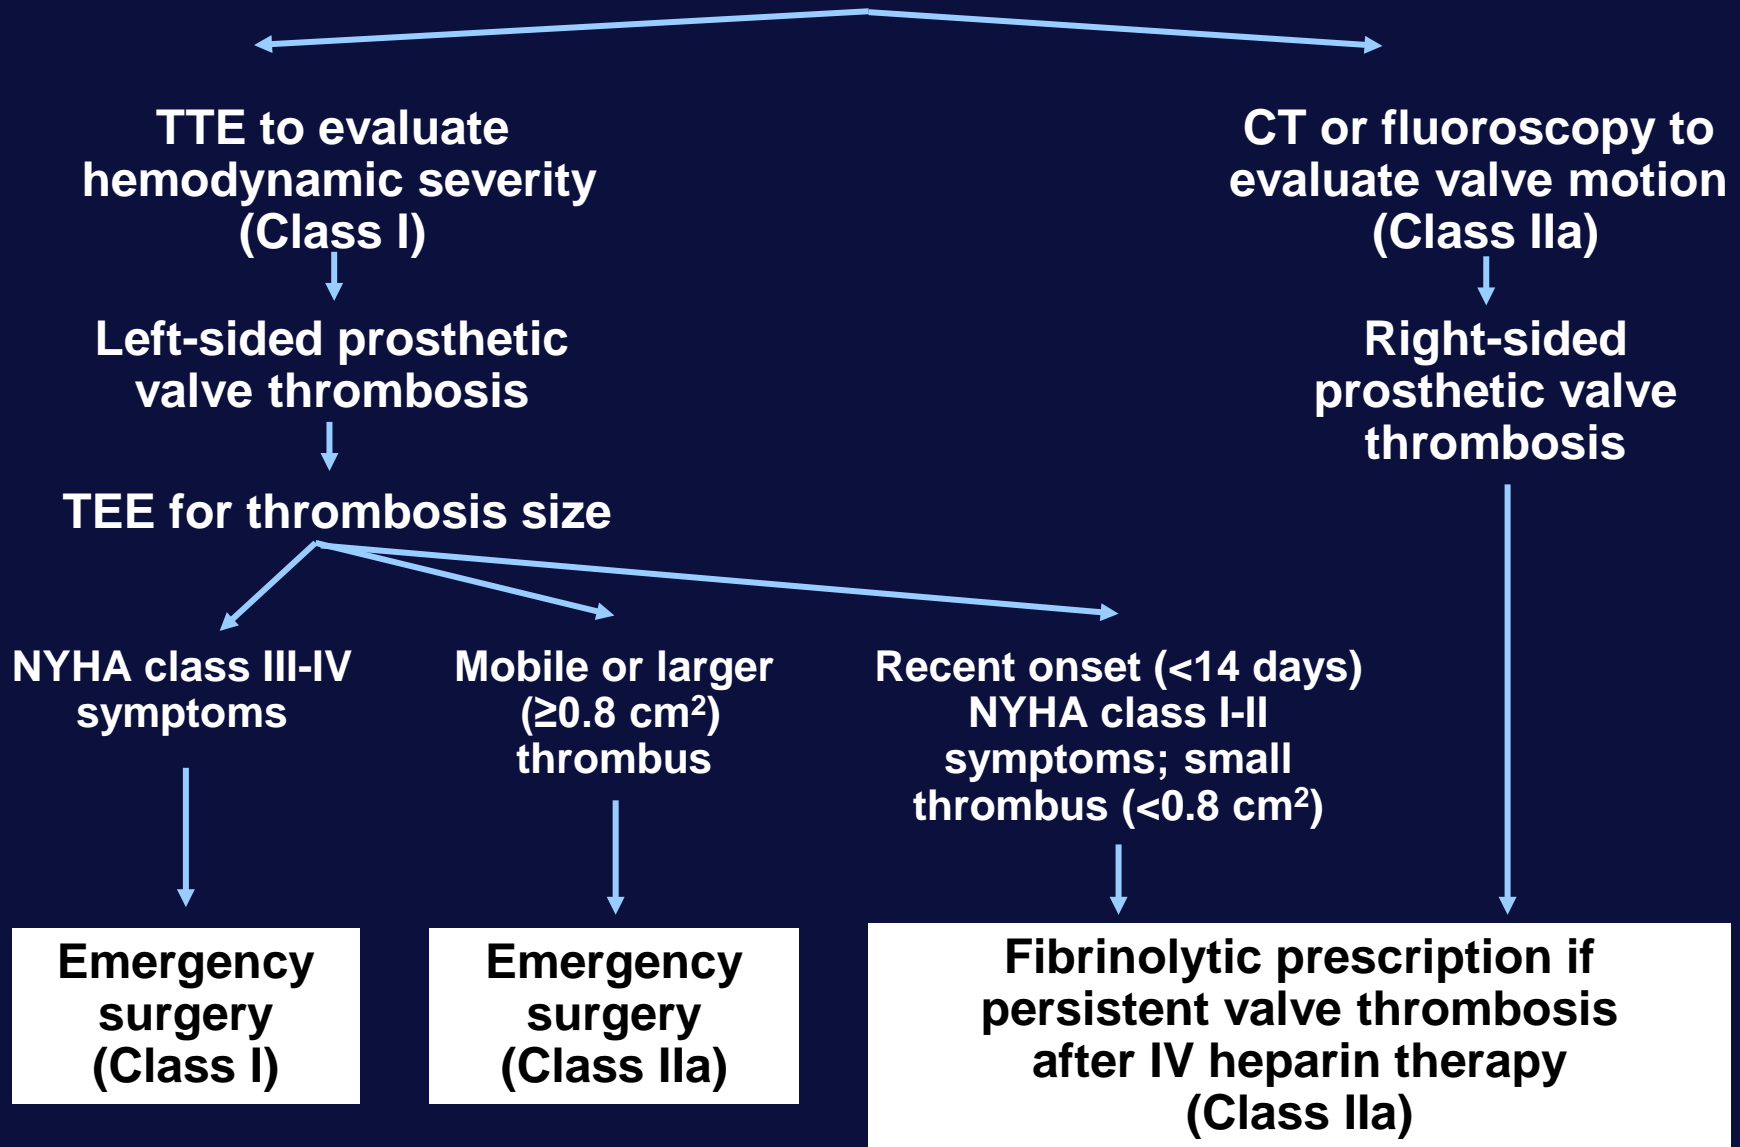 TTE to evaluate
hemodynamic severity
(Class I)
CT or fluoroscopy to
evaluate valve motion
(Class IIa)
Left-sided prosthetic
valve thrombosis
Right-sided
prosthetic valve
thrombosis
TEE for thrombosis size
NYHA class III-IV
symptoms
Mobile or larger
(≥0.8 cm²)
thrombus
Recent onset (<14 days)
NYHA class I-II
symptoms; small
thrombus (<0.8 cm²)
Emergency
surgery
(Class I)
Emergency
surgery
(Class IIa)
Fibrinolytic prescription if
persistent valve thrombosis
after IV heparin therapy
(Class IIa)